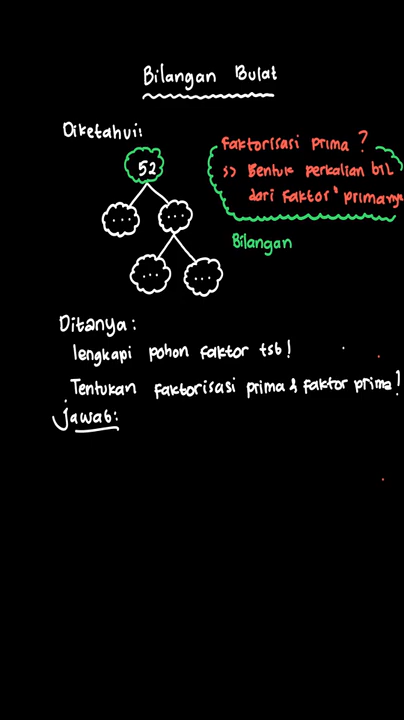 Bilangan Bulat
Diketahui:
52
...
...
...
...
Faktorisasi prima ?
↳> Bentuk perkalian bil
dari Faktor² primanya
Bilangan
Ditanya:
lengkapi pohon faktor tsb!
Tentukan faktorisasi prima & faktor prima!
Jawab: